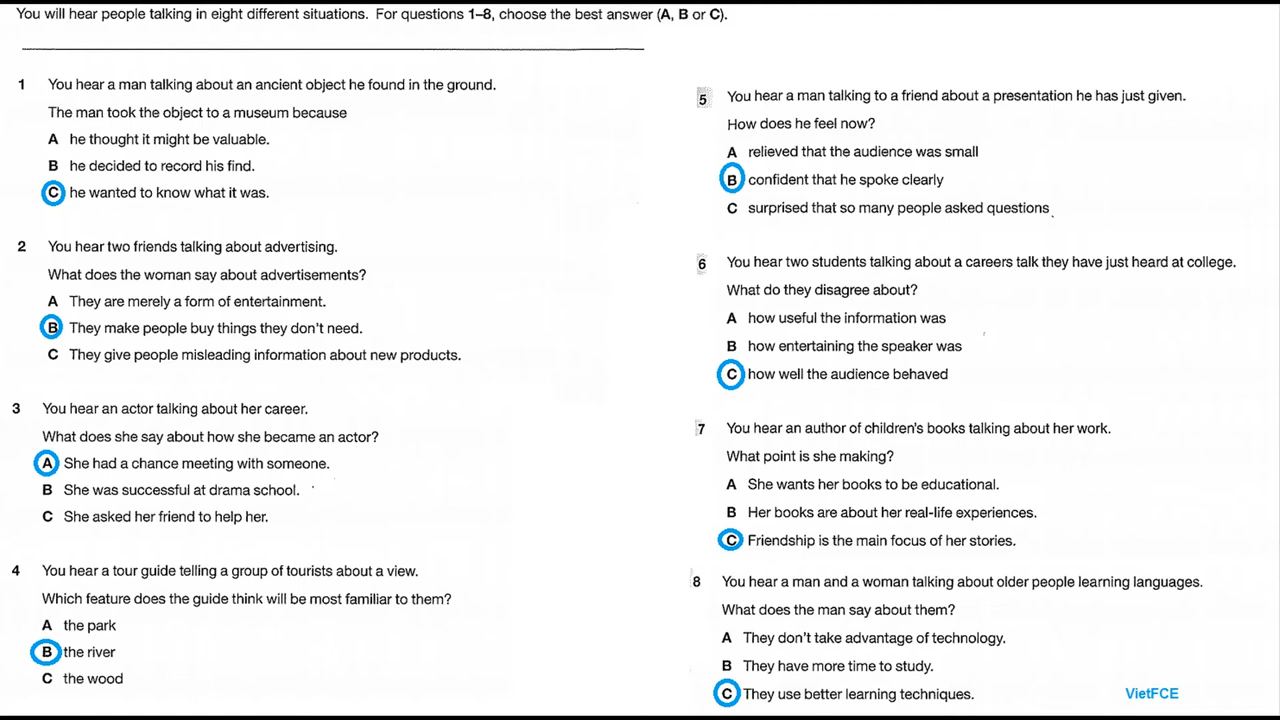 You will hear people talking in eight different situations. For questions 1–8, choose the best answer (A, B or C).
1 You hear a man talking about an ancient object he found in the ground.
The man took the object to a museum because
A he thought it might be valuable.
B he decided to record his find.
C he wanted to know what it was.
2 You hear two friends talking about advertising.
What does the woman say about advertisements?
A They are merely a form of entertainment.
B They make people buy things they don't need.
C They give people misleading information about new products.
3 You hear an actor talking about her career.
What does she say about how she became an actor?
A She had a chance meeting with someone.
B She was successful at drama school.
C She asked her friend to help her.
4 You hear a tour guide telling a group of tourists about a view.
Which feature does the guide think will be most familiar to them?
A the park
B the river
C the wood
5 You hear a man talking to a friend about a presentation he has just given.
How does he feel now?
A relieved that the audience was small
B confident that he spoke clearly
C surprised that so many people asked questions
6 You hear two students talking about a careers talk they have just heard at college.
What do they disagree about?
A how useful the information was
B how entertaining the speaker was
C how well the audience behaved
7 You hear an author of children's books talking about her work.
What point is she making?
A She wants her books to be educational.
B Her books are about her real-life experiences.
C Friendship is the main focus of her stories.
8 You hear a man and a woman talking about older people learning languages.
What does the man say about them?
A They don't take advantage of technology.
B They have more time to study.
C They use better learning techniques.
VietFCE